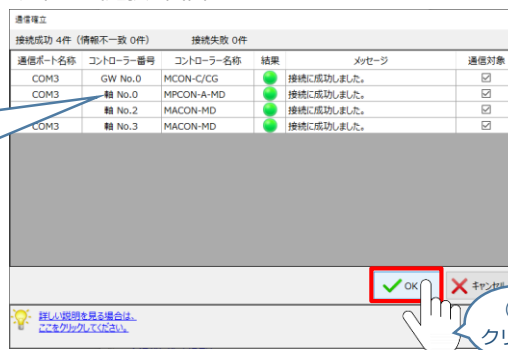 通信確立
接続成功 4件 (情報不一致 0件) 接続失敗 0件
通信ポート名称 コントローラー番号 コントローラー名称 結果 メッセージ 通信対象
COM3 GW No.0 MCON-C/CG 接続に成功しました。
COM3 軸 No.0 MPCON-A-MD 接続に成功しました。
軸 No.2 MACON-MD 接続に成功しました。
COM3 軸 No.3 MACON-MD 接続に成功しました。
OK キャンセル
詳しい説明を見る場合は、
ここをクリックしてください。
クリ